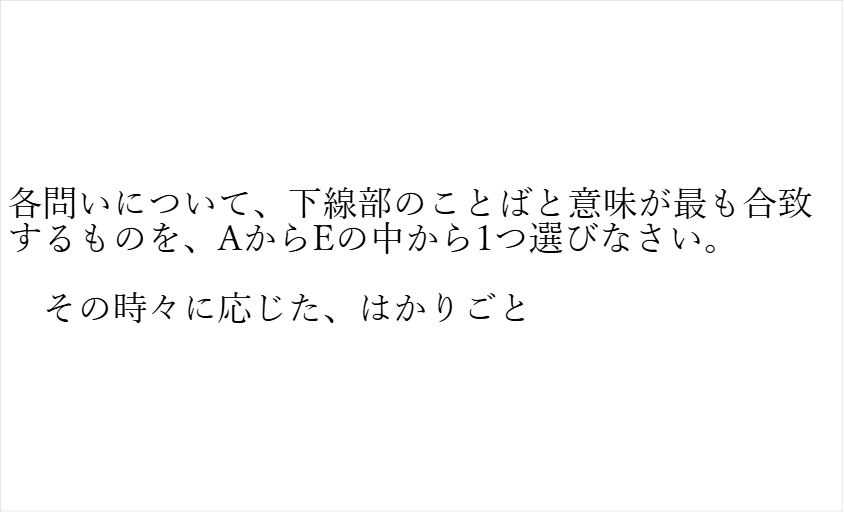 各問いについて、下線部のことばと意味が最も合致
するものを、AからEの中から1つ選びなさい。
その時々に応じた、はかりごと